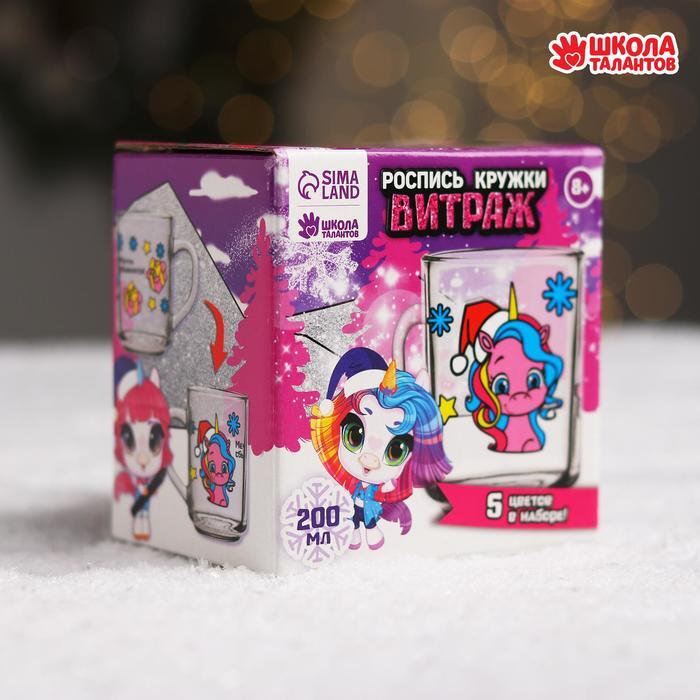 ШКОЛА
ТАЛАНТОВ
SIMA
LAND
ШКОЛА
ТАЛАНТОВ
РОСПИСЬ КРУЖКИ
ВИТРАЖ
8+
200
МЛ
5 ЦВЕТОВ
В НАБОРЕ!